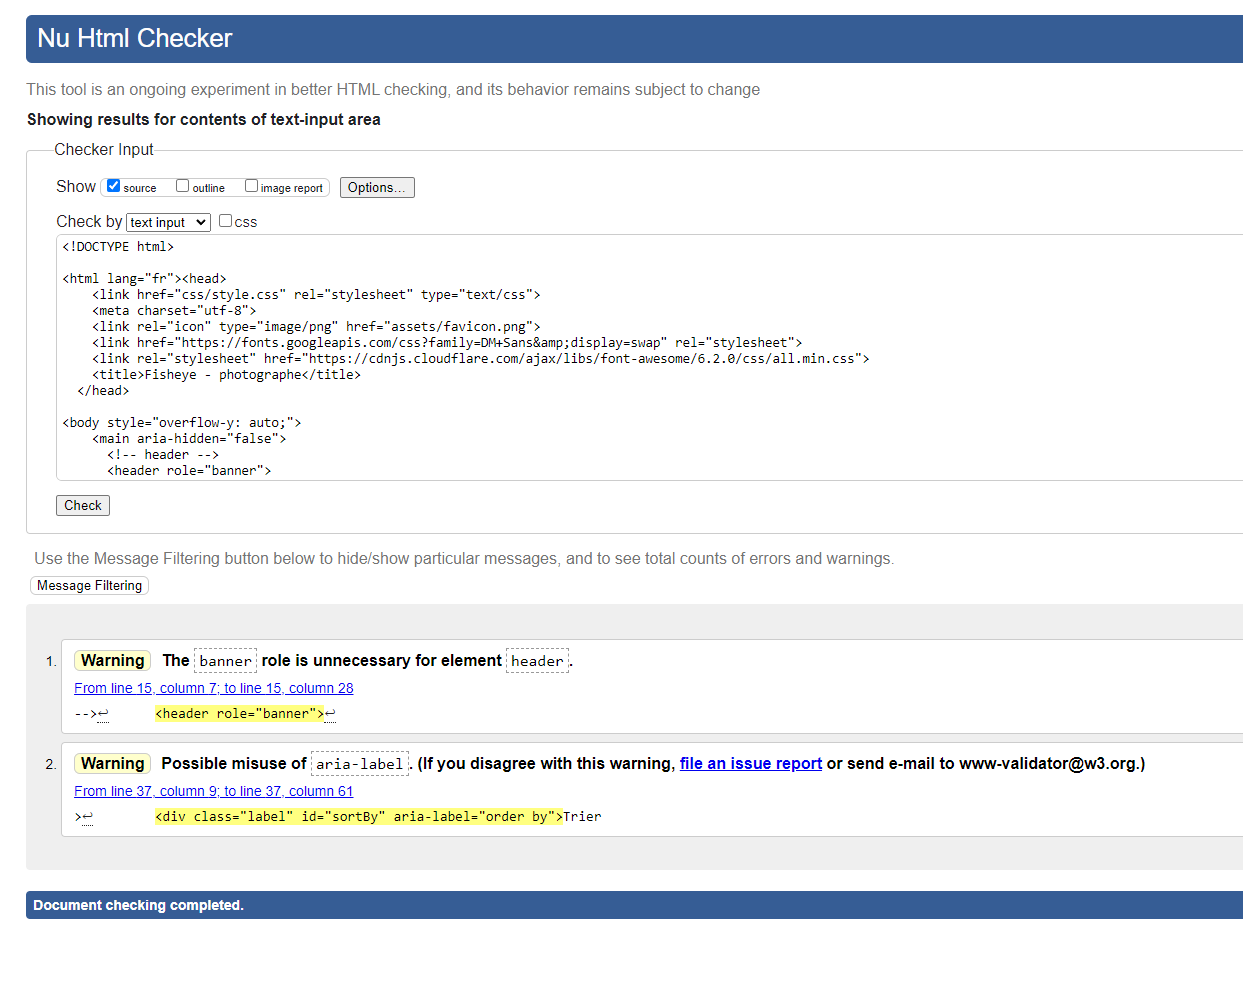 Nu Html Checker
This tool is an ongoing experiment in better HTML checking, and its behavior remains subject to change
Showing results for contents of text-input area
Checker Input
Show source outline image report Options...
Check by text input css
<!DOCTYPE html>
<html lang="fr"><head>
<link href="css/style.css" rel="stylesheet" type="text/css">
<meta charset="utf-8">
<link rel="icon" type="image/png" href="assets/favicon.png">
<link href="https://fonts.googleapis.com/css?family=DM+Sans&amp;display=swap" rel="stylesheet">
<link rel="stylesheet" href="https://cdnjs.cloudflare.com/ajax/libs/font-awesome/6.2.0/css/all.min.css">
<title>Fisheye - photographe</title>
</head>
<body style="overflow-y: auto;">
<main aria-hidden="false">
<!-- header -->
<header role="banner">
Check
Use the Message Filtering button below to hide/show particular messages, and to see total counts of errors and warnings.
Message Filtering
1. Warning The banner role is unnecessary for element header.
From line 15, column 7; to line 15, column 28
-->↩ <header role="banner">↩
2. Warning Possible misuse of aria-label. (If you disagree with this warning, file an issue report or send e-mail to www-validator@w3.org.)
From line 37, column 9; to line 37, column 61
>↩ <div class="label" id="sortBy" aria-label="order by">Trier
Document checking completed.